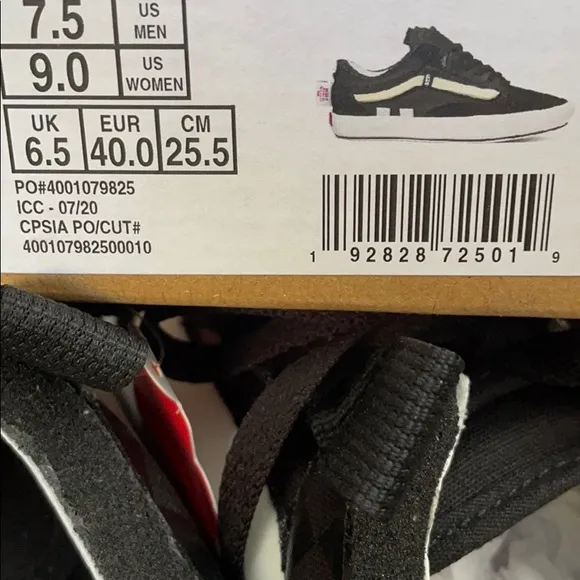 7.5 US MEN
9.0 US WOMEN
UK EUR CM
6.5 40.0 25.5
PO#4001079825
ICC - 07/20
CPSIA PO/CUT#
400107982500010
1 92828 72501 9